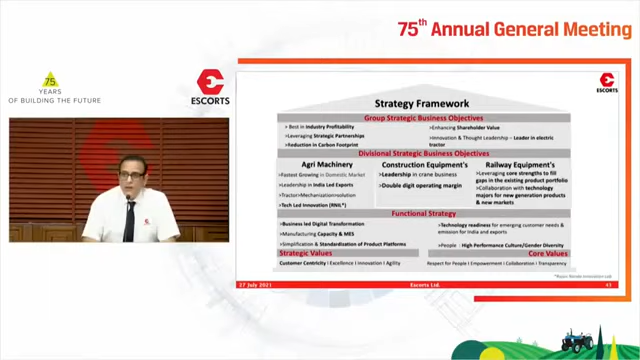 75th Annual General Meeting
75
YEARS
OF BUILDING THE FUTURE
ESCORTS
ESCORTS
Strategy Framework
Group Strategic Business Objectives
> Best in Industry Profitability
> Leveraging Strategic Partnerships
> Reduction in Carbon Footprint
> Enhancing Shareholder Value
> Innovation & Thought Leadership – Leader in electric
tractor
Divisional Strategic Business Objectives
Agri Machinery
> Fastest Growing in Domestic Market
> Leadership in India Led Exports
> Tractor>Mechanization>solution
> Tech Led Innovation (RNIL*)
Construction Equipment's
> Leadership in crane business
> Double digit operating margin
Railway Equipment's
> Leveraging core strengths to fill
gaps in the existing product portfolio
> Collaboration with technology
majors for new generation products
& new markets
Functional Strategy
> Business led Digital Transformation
> Manufacturing Capacity & MES
> Simplification & Standardization of Product Platforms
> Technology readiness for emerging customer needs &
emission for India and exports
> People : High Performance Culture/Gender Diversity
Strategic Values
Customer Centricity I Excellence I Innovation I Agility
Core Values
Respect for People I Empowerment I Collaboration I Transparency
27 July 2021
Escorts Ltd.